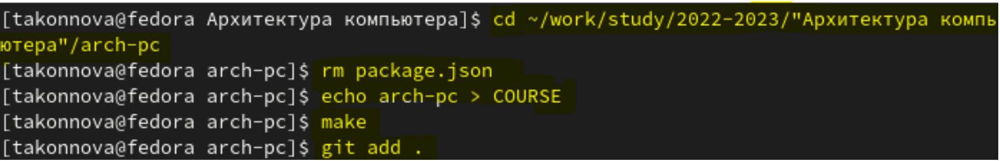 [takonnova@fedora Архитектура компьютера]$ cd ~/work/study/2022-2023/"Архитектура компь
ютера"/arch-pc
[takonnova@fedora arch-pc]$ rm package.json
[takonnova@fedora arch-pc]$ echo arch-pc > COURSE
[takonnova@fedora arch-pc]$ make
[takonnova@fedora arch-pc]$ git add .